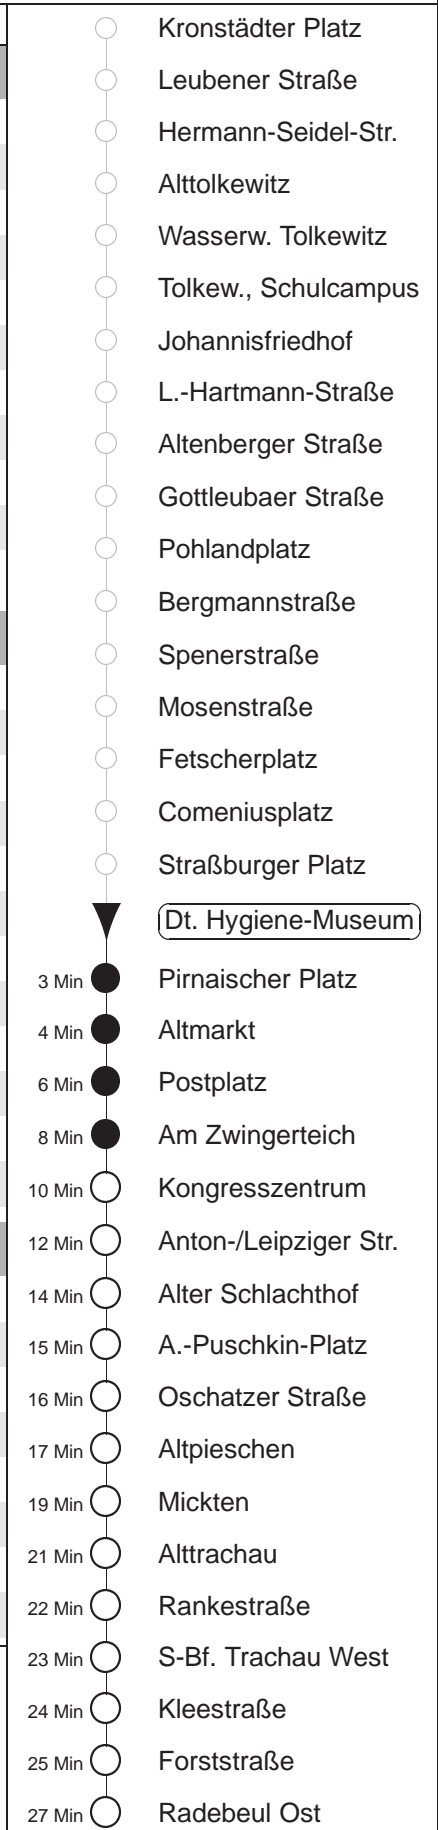 Kronstädter Platz
Leubener Straße
Hermann-Seidel-Str.
Alttolkewitz
Wasserw. Tolkewitz
Tolkew., Schulcampus
Johannisfriedhof
L.-Hartmann-Straße
Altenberger Straße
Gottleubaer Straße
Pohlandplatz
Bergmannstraße
Spenerstraße
Mosenstraße
Fetscherplatz
Comeniusplatz
Straßburger Platz
Dt. Hygiene-Museum
3 Min Pirnaischer Platz
4 Min Altmarkt
6 Min Postplatz
8 Min Am Zwingerteich
10 Min Kongresszentrum
12 Min Anton-/Leipziger Str.
14 Min Alter Schlachthof
15 Min A.-Puschkin-Platz
16 Min Oschatzer Straße
17 Min Altpieschen
19 Min Mickten
21 Min Alttrachau
22 Min Rankestraße
23 Min S-Bf. Trachau West
24 Min Kleestraße
25 Min Forststraße
27 Min Radebeul Ost